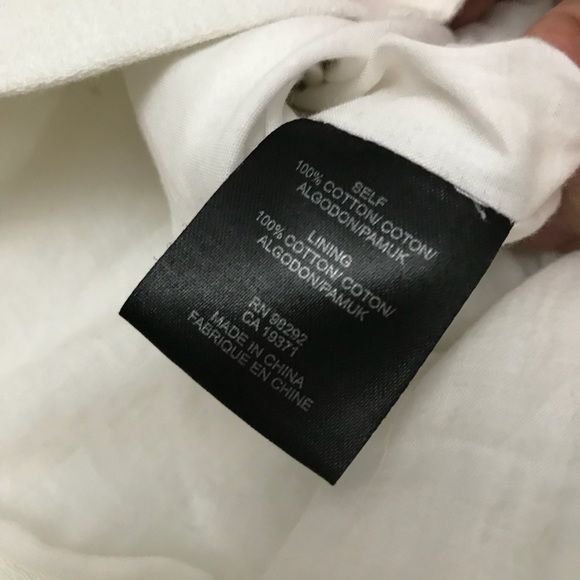 SELF
100% COTTON/ COTON/
ALGODON/PAMUK
LINING
100% COTTON/ COTON/
ALGODON/PAMUK
RN 98292
CA 19371
MADE IN CHINA
FABRIQUE EN CHINE